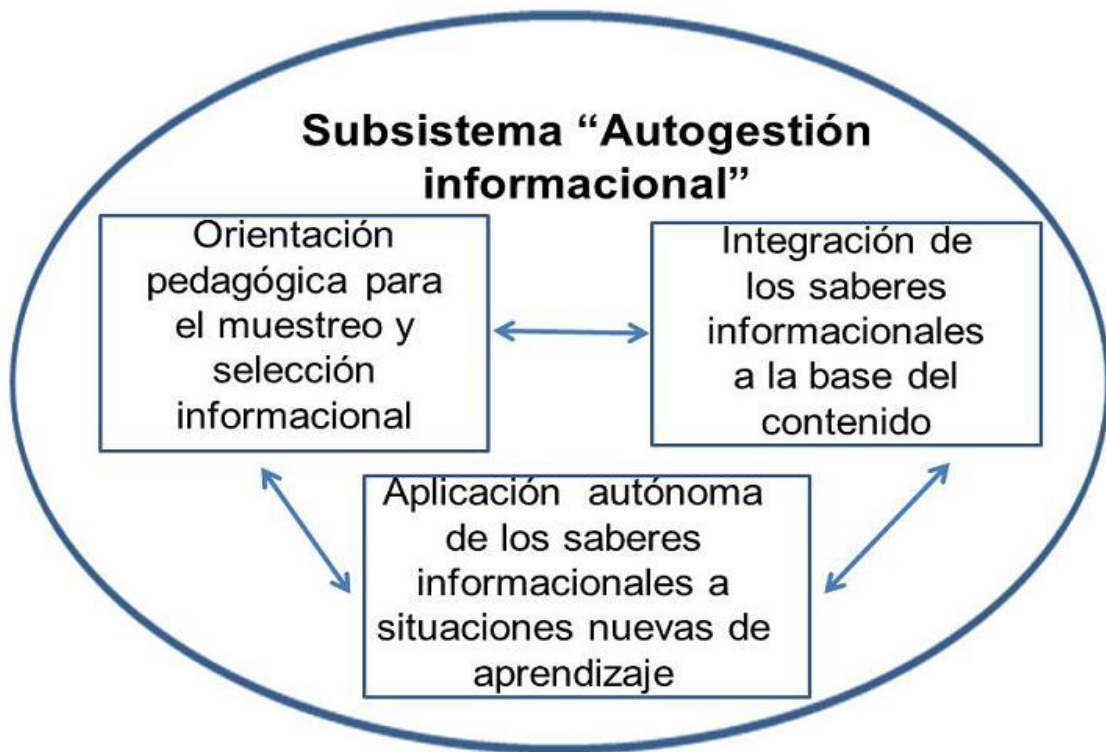 Subsistema “Autogestión
informacional”
Orientación
pedagógica para
el muestreo y
selección
informacional
Integración de
los saberes
informacionales
a la base del
contenido
Aplicación autónoma
de los saberes
informacionales a
situaciones nuevas de
aprendizaje